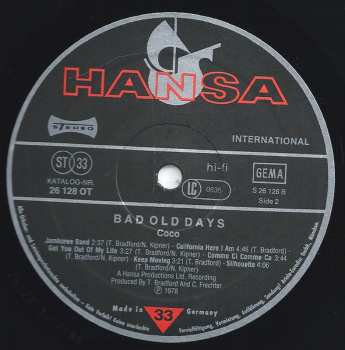 HANSA
STEREO
INTERNATIONAL
ST 33
hi-fi
GEMA
KATALOG-NR.
26 128 OT
LC 0835
S 26 128 B
Side 2
BAD OLD DAYS
Coco
Jamboree Band 2:37 (T. Bradford/N. Kipner) - California Here I Am 4:45 (T. Bradford/
Get You Out Of My Life 3:27 (T. Bradford/N. Kipner) - Comme Ci Comme Ca 3:44
(T. Bradford/N. Kipner) Keep Moving 3:21 (T. Bradford) - Silhouette 4:06
(T. Bradford/N. Kipner)
A Hansa Productions Ltd. Recording
Produced by T. Bradford and C. Frechter
℗ 1978
Made in 33 Germany